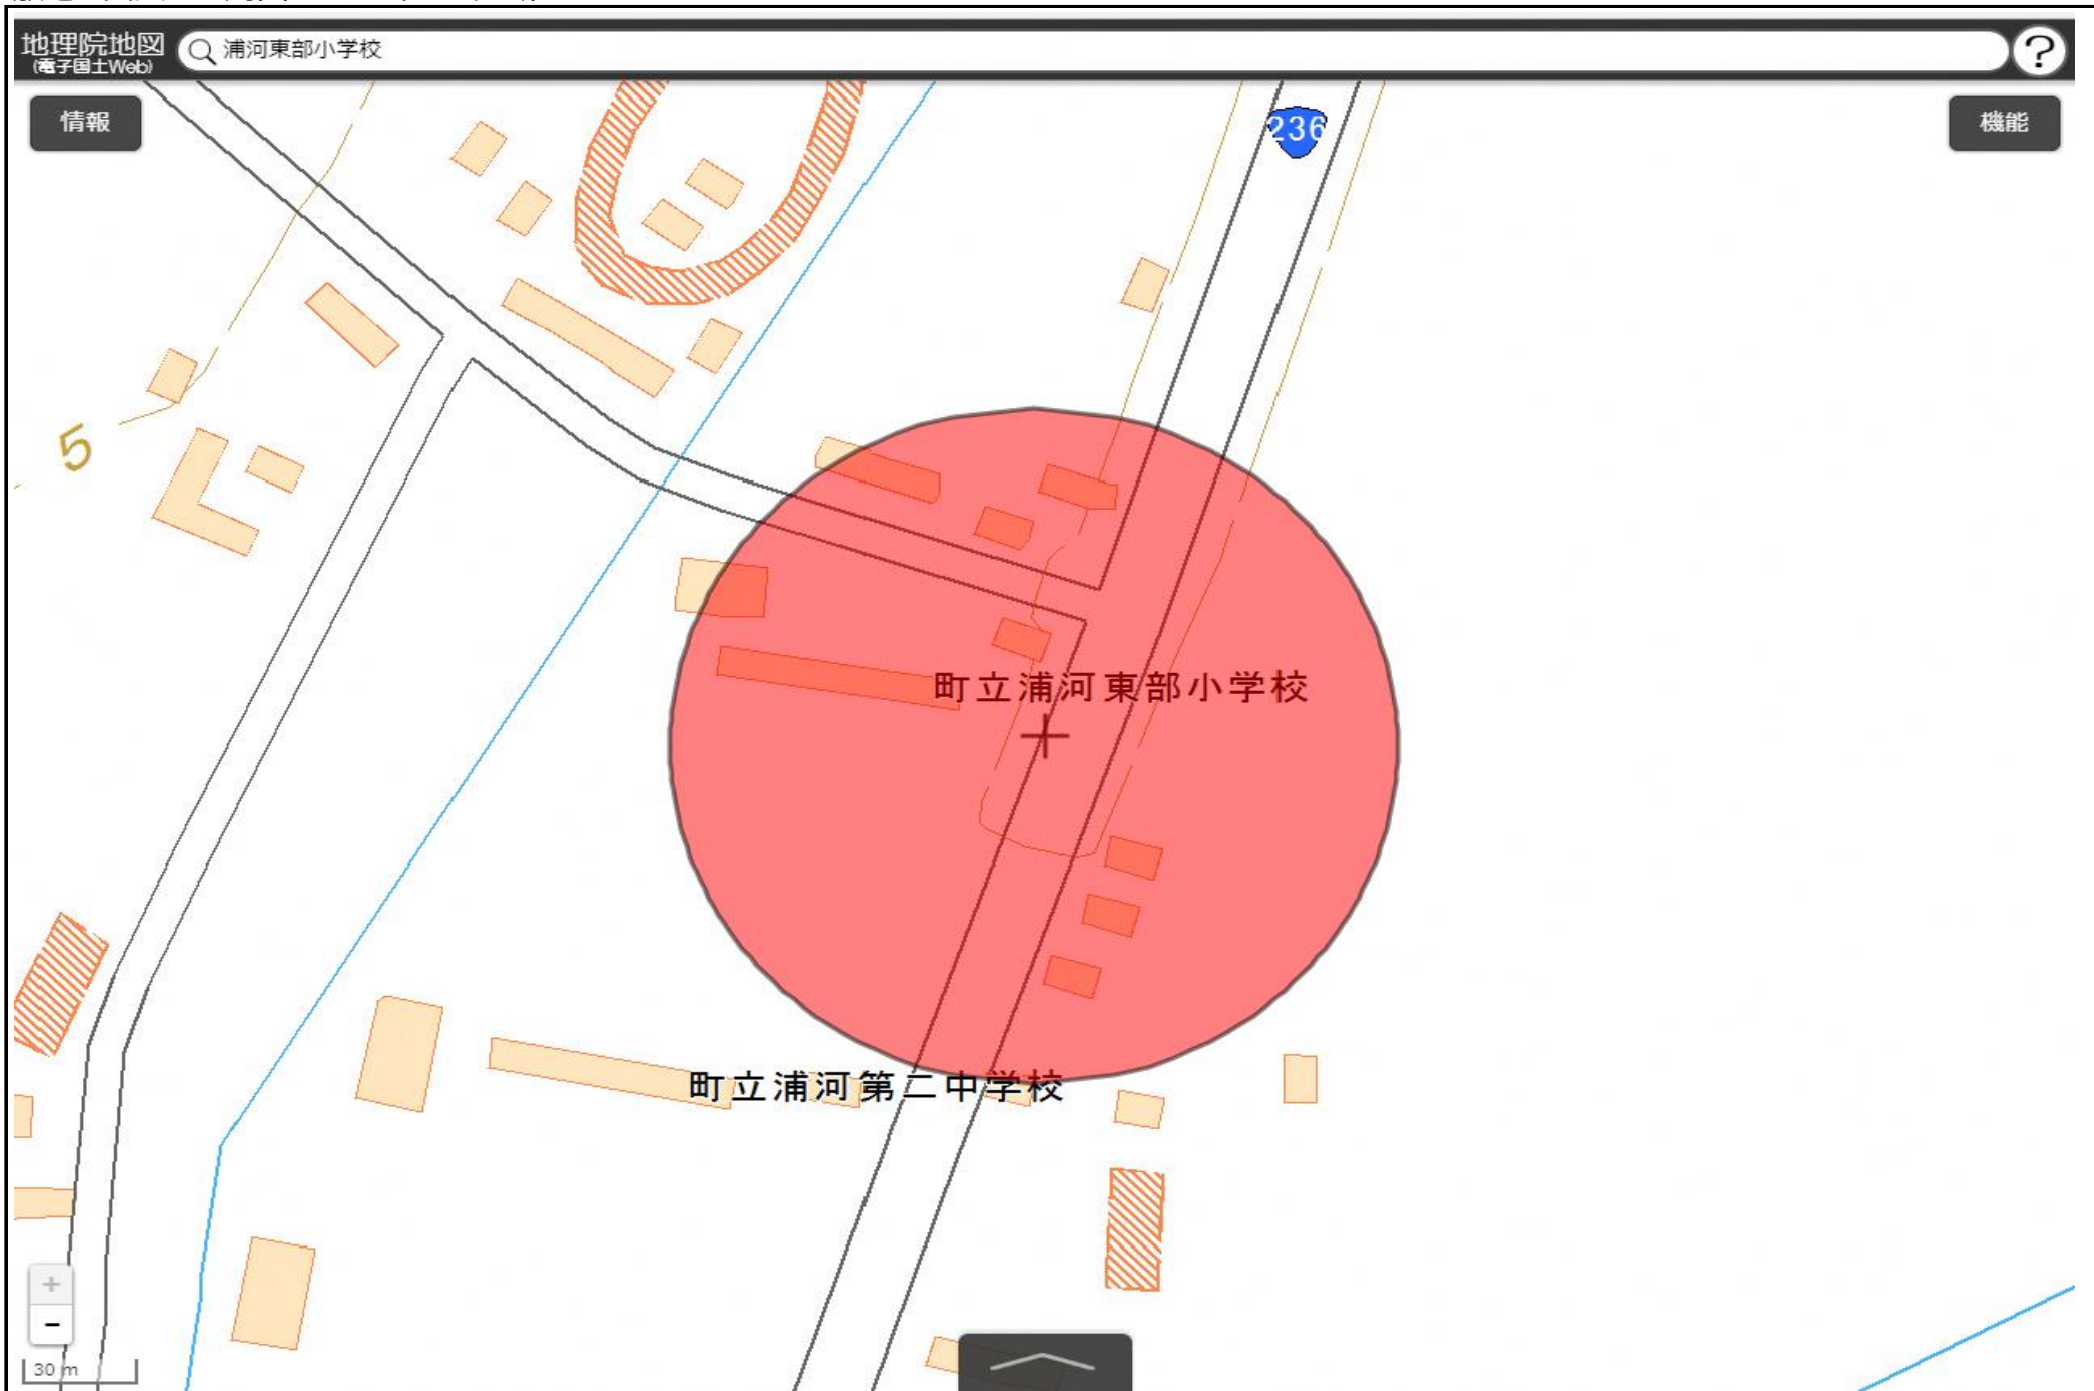 地理院地図
(電子国土Web)
浦河東部小学校
?
情報
機能
236
5
町立浦河東部小学校
町立浦河第二中学校
+
−
30 m